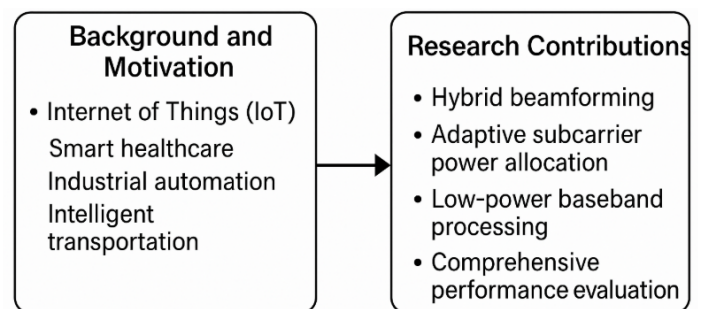 Background and
Motivation
• Internet of Things (IoT)
Smart healthcare
Industrial automation
Intelligent
transportation
Research Contributions
• Hybrid beamforming
• Adaptive subcarrier
power allocation
• Low-power baseband
processing
• Comprehensive
performance evaluation